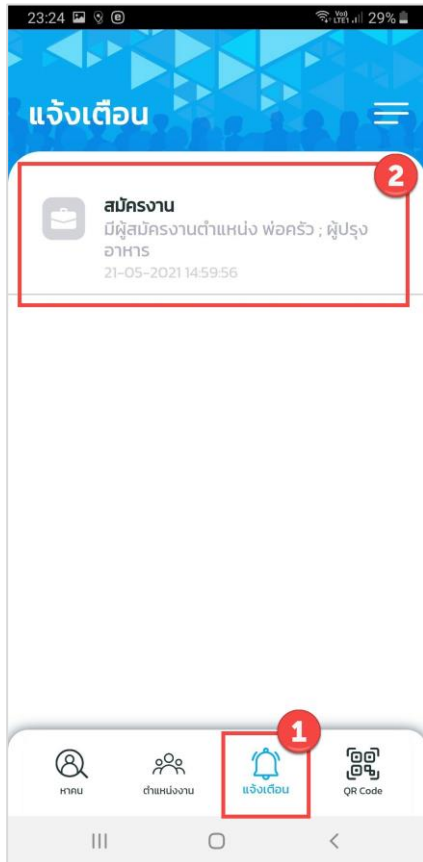 23:24 29%
แจ้งเตือน
2
สมัครงาน
มีผู้สมัครงานตำแหน่ง พ่อครัว ; ผู้ปรุง
อาหาร
21-05-2021 14:59:56
1
หาคน ตำแหน่งงาน แจ้งเตือน QR Code